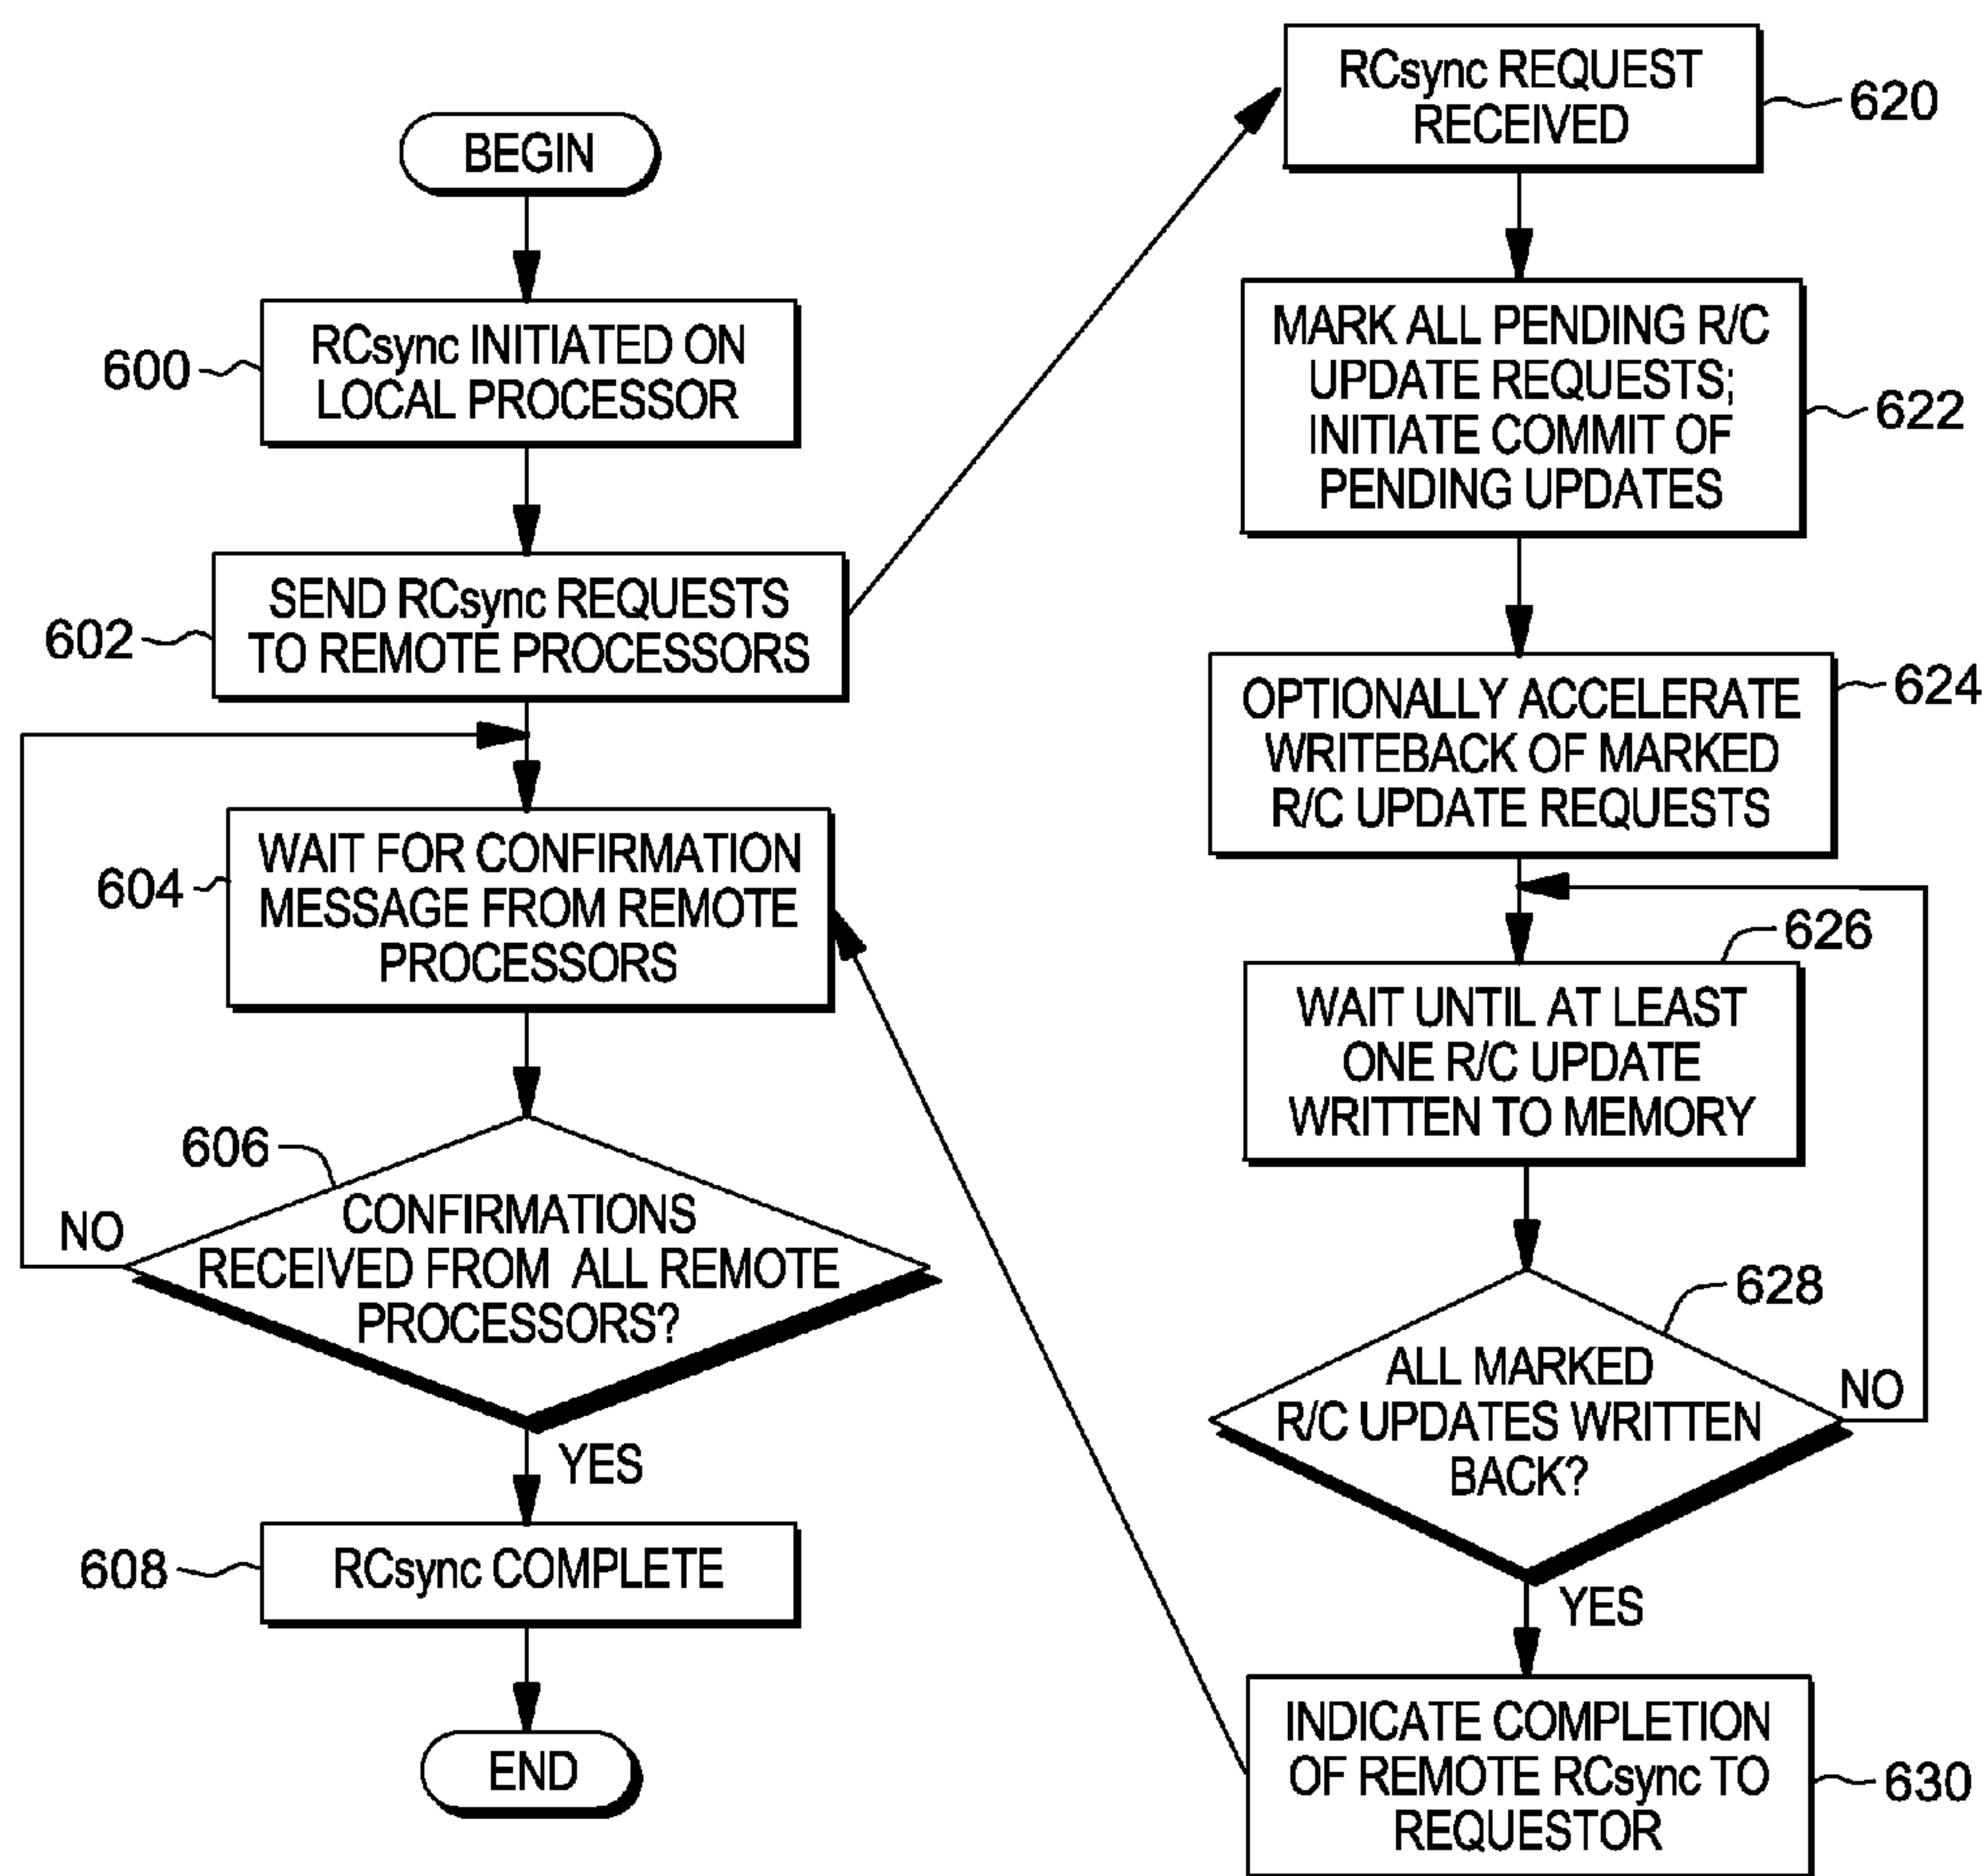 BEGIN
600
RCsync INITIATED ON
LOCAL PROCESSOR
602
SEND RCsync REQUESTS
TO REMOTE PROCESSORS
604
WAIT FOR CONFIRMATION
MESSAGE FROM REMOTE
PROCESSORS
606
NO
CONFIRMATIONS
RECEIVED FROM ALL REMOTE
PROCESSORS?
YES
608
RCsync COMPLETE
END
RCsync REQUEST
RECEIVED
620
MARK ALL PENDING R/C
UPDATE REQUESTS;
INITIATE COMMIT OF
PENDING UPDATES
622
OPTIONALLY ACCELERATE
WRITEBACK OF MARKED
R/C UPDATE REQUESTS
624
626
WAIT UNTIL AT LEAST
ONE R/C UPDATE
WRITTEN TO MEMORY
628
ALL MARKED
R/C UPDATES WRITTEN
BACK?
NO
YES
INDICATE COMPLETION
OF REMOTE RCsync TO
REQUESTOR
630